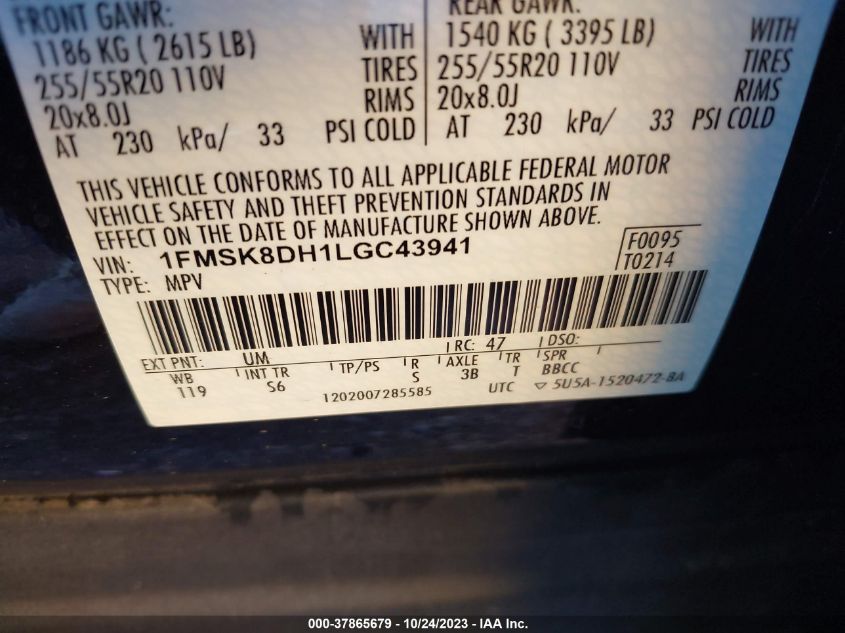 FRONT GAWR: REAR GAWR:
1186 KG ( 2615 LB) WITH 1540 KG ( 3395 LB) WITH
255/55R20 110V TIRES 255/55R20 110V TIRES
20x8.0J RIMS 20x8.0J RIMS
AT 230 kPa/ 33 PSI COLD AT 230 kPa/ 33 PSI COLD
THIS VEHICLE CONFORMS TO ALL APPLICABLE FEDERAL MOTOR
VEHICLE SAFETY AND THEFT PREVENTION STANDARDS IN
EFFECT ON THE DATE OF MANUFACTURE SHOWN ABOVE.
VIN: 1FMSK8DH1LGC43941 F0095
TYPE: MPV T0214
EXT PNT: UM RC: 47 DSO:
WB INT TR TP/PS R AXLE TR SPR
119 S6 S 3B T BBCC
1202007285585 UTC ▽ 5U5A-1520472-8A
000-37865679 | 10/24/2023 - IAA Inc.